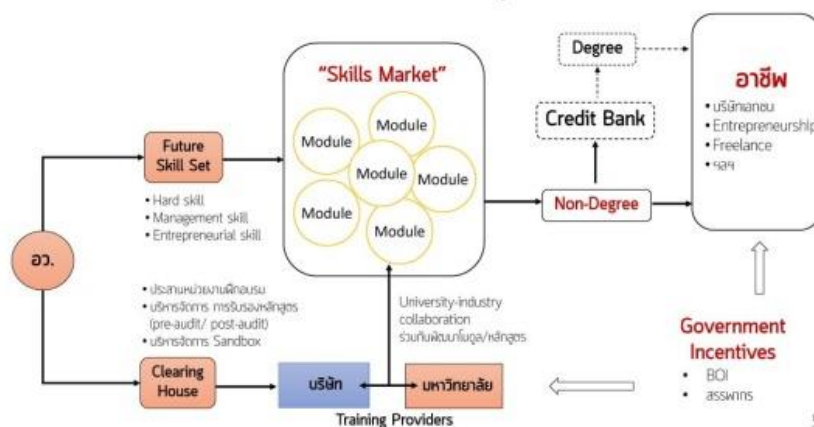 Degree
"Skills Market"
อาชีพ
• บริษัทเอกชน
• Entrepreneurship
• Freelance
• ฯลฯ
Credit Bank
Module
Module
Module
Module
Module
Module
Future
Skill Set
• Hard skill
• Management skill
• Entrepreneurial skill
Non-Degree
อว.
• ประสานหน่วยงานฝึกอบรม
• บริหารจัดการ การรับรองหลักสูตร
(pre-audit/ post-audit)
• บริหารจัดการ Sandbox
University-industry
collaboration
ร่วมกันพัฒนาโมดูล/หลักสูตร
Government
Incentives
• BOI
• สรรพากร
Clearing
House
บริษัท
มหาวิทยาลัย
Training Providers